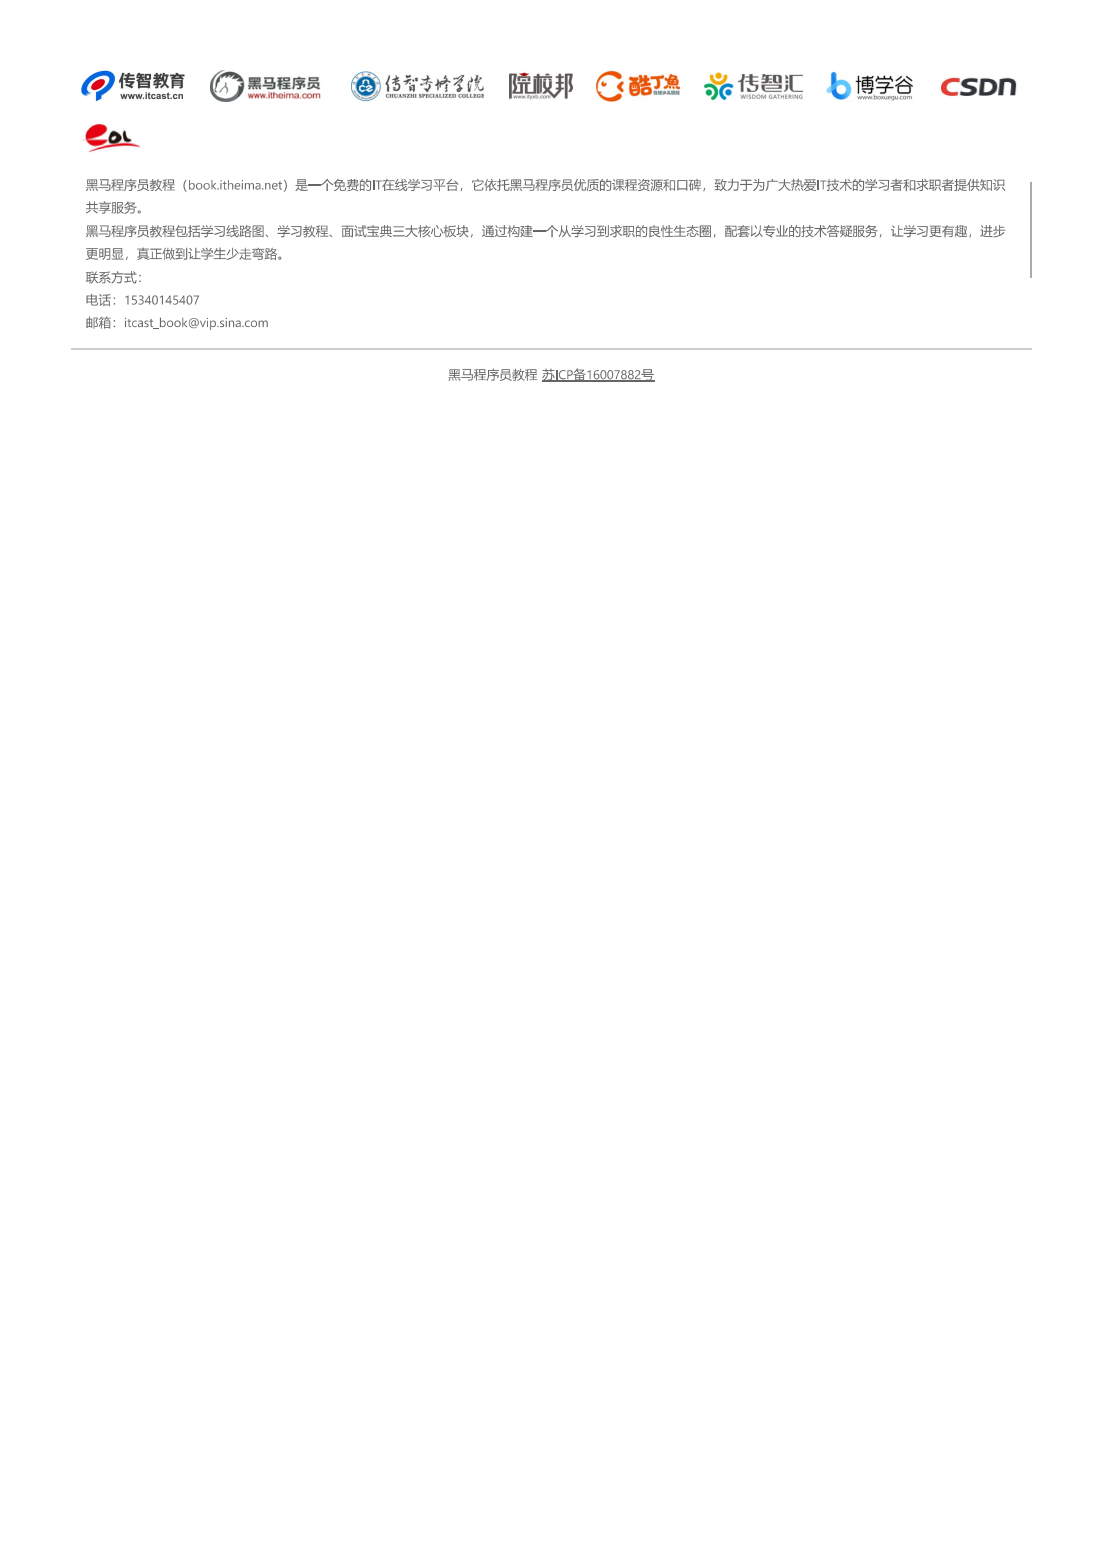 传智教育
www.itcast.cn
黑马程序员
www.itheima.com
传智专修学院
CHUANZHI SPECIALIZED COLLEGE
院校邦
www.ityxb.com
酷丁鱼
传智汇
WISDOM GATHERING
博学谷
www.boxuegu.com
CSDN
EOL
黑马程序员教程（book.itheima.net）是一个免费的IT在线学习平台，它依托黑马程序员优质的课程资源和口碑，致力于为广大热爱IT技术的学习者和求职者提供知识
共享服务。
黑马程序员教程包括学习线路图、学习教程、面试宝典三大核心板块，通过构建一个从学习到求职的良性生态圈，配套以专业的技术答疑服务，让学习更有趣，进步
更明显，真正做到让学生少走弯路。
联系方式：
电话：15340145407
邮箱：itcast_book@vip.sina.com
黑马程序员教程 苏ICP备16007882号